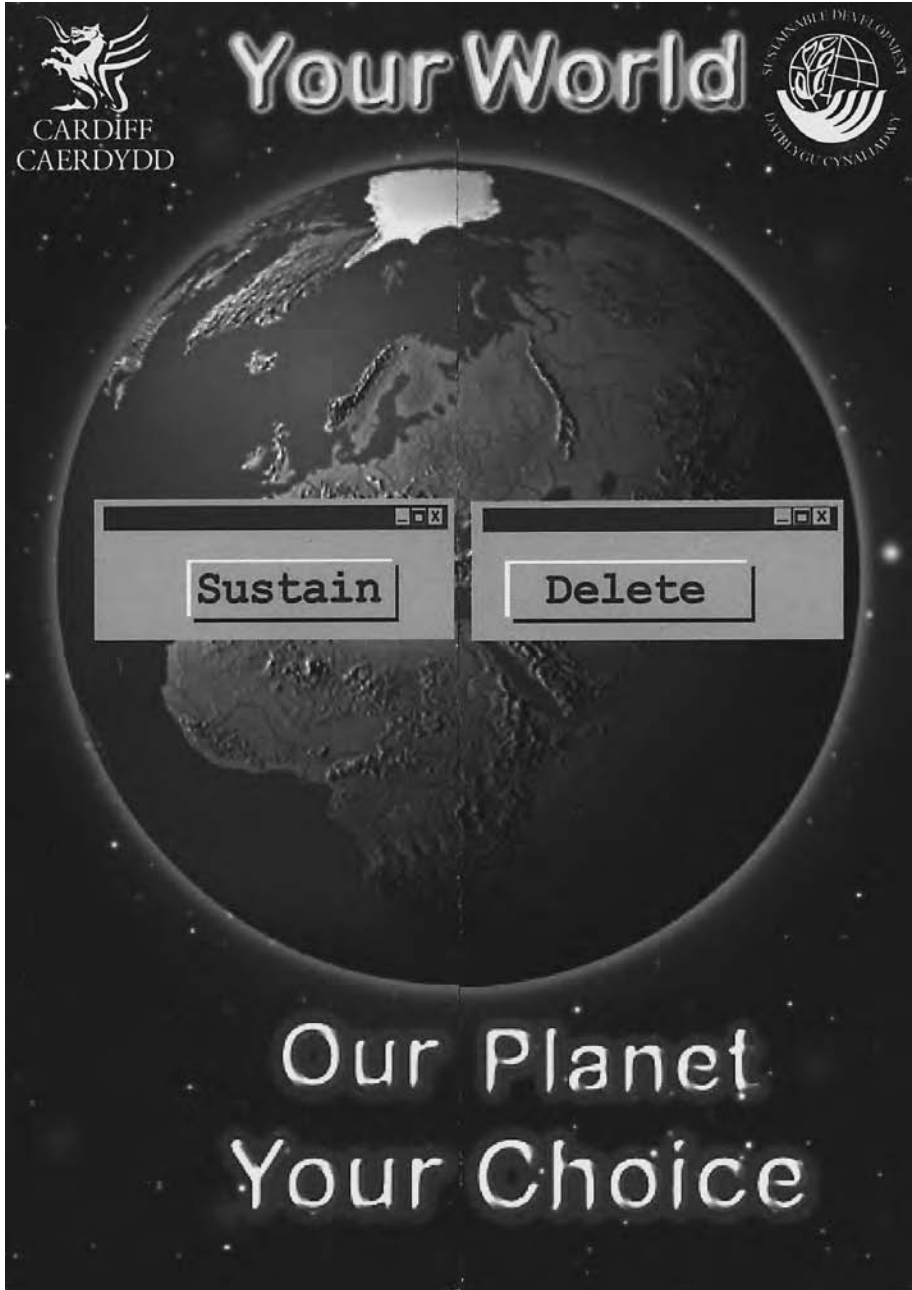 Your World
CARDIFF
CAERDYDD
SUSTAINABLE DEVELOPMENT
DATBLYGU CYNALIADWY
Sustain
Delete
Our Planet
Your Choice